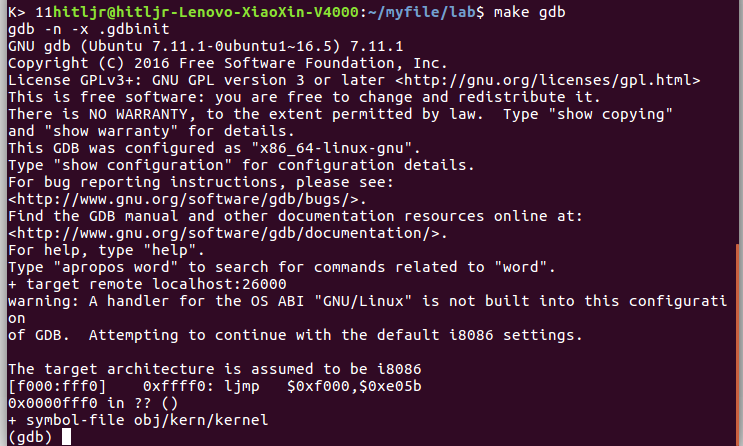 K> 11hitljr@hitljr-Lenovo-XiaoXin-V4000:~/myfile/lab$ make gdb
gdb -n -x .gdbinit
GNU gdb (Ubuntu 7.11.1-0ubuntu1~16.5) 7.11.1
Copyright (C) 2016 Free Software Foundation, Inc.
License GPLv3+: GNU GPL version 3 or later <http://gnu.org/licenses/gpl.html>
This is free software: you are free to change and redistribute it.
There is NO WARRANTY, to the extent permitted by law.  Type "show copying"
and "show warranty" for details.
This GDB was configured as "x86_64-linux-gnu".
Type "show configuration" for configuration details.
For bug reporting instructions, please see:
<http://www.gnu.org/software/gdb/bugs/>.
Find the GDB manual and other documentation resources online at:
<http://www.gnu.org/software/gdb/documentation/>.
For help, type "help".
Type "apropos word" to search for commands related to "word".
+ target remote localhost:26000
warning: A handler for the OS ABI "GNU/Linux" is not built into this configurati
on
of GDB.  Attempting to continue with the default i8086 settings.

The target architecture is assumed to be i8086
[f000:fff0]    0xffff0: ljmp   $0xf000,$0xe05b
0x0000fff0 in ?? ()
+ symbol-file obj/kern/kernel
(gdb)